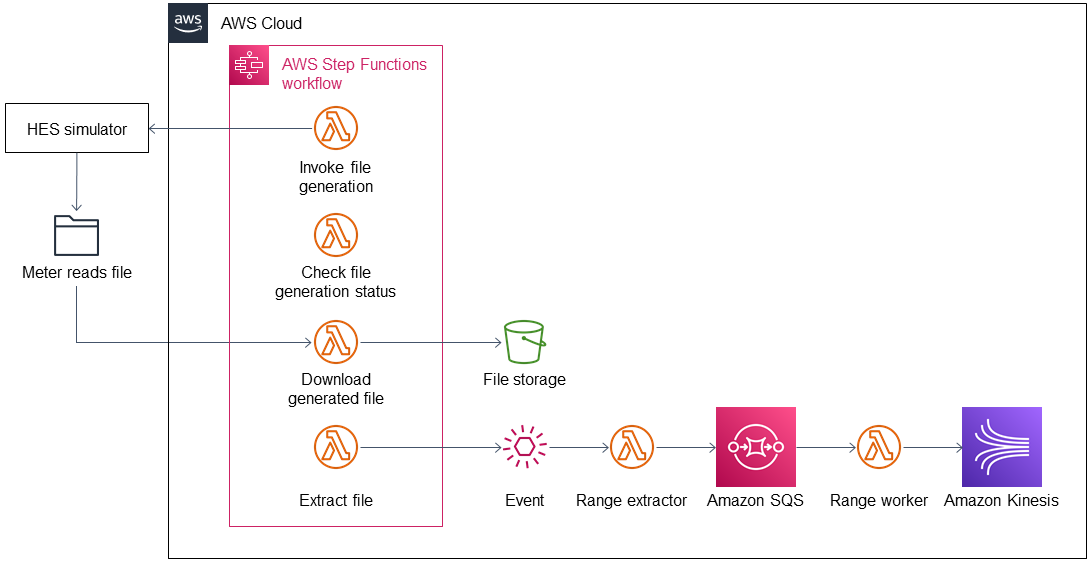 aws
AWS Cloud
AWS Step Functions
workflow
HES simulator
Invoke file
generation
Meter reads file
Check file
generation status
Download
generated file
File storage
Extract file
Event
Range extractor
Amazon SQS
Range worker
Amazon Kinesis